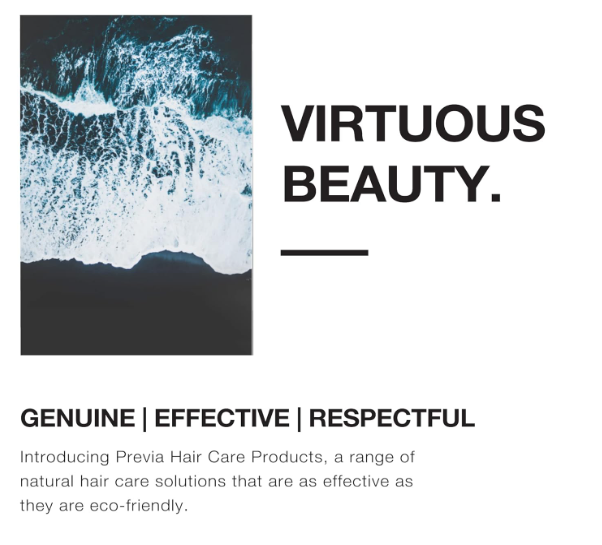 VIRTUOUS
BEAUTY.
GENUINE | EFFECTIVE | RESPECTFUL
Introducing Previa Hair Care Products, a range of
natural hair care solutions that are as effective as
they are eco-friendly.